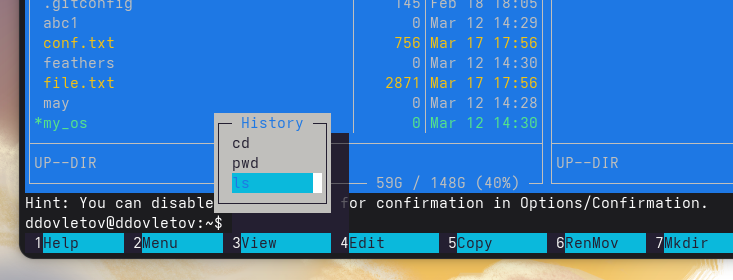 .gitconfig 145 Feb 18 18:05
abc1 0 Mar 12 14:29
conf.txt 756 Mar 17 17:56
feathers 0 Mar 12 14:30
file.txt 2871 Mar 17 17:56
may 0 Mar 12 14:28
*my_os 0 Mar 12 14:30
History
cd
pwd
ls
UP--DIR UP--DIR
59G / 148G (40%)
Hint: You can disable for confirmation in Options/Confirmation.
ddovletov@ddovletov:~$
1Help 2Menu 3View 4Edit 5Copy 6RenMov 7Mkdir